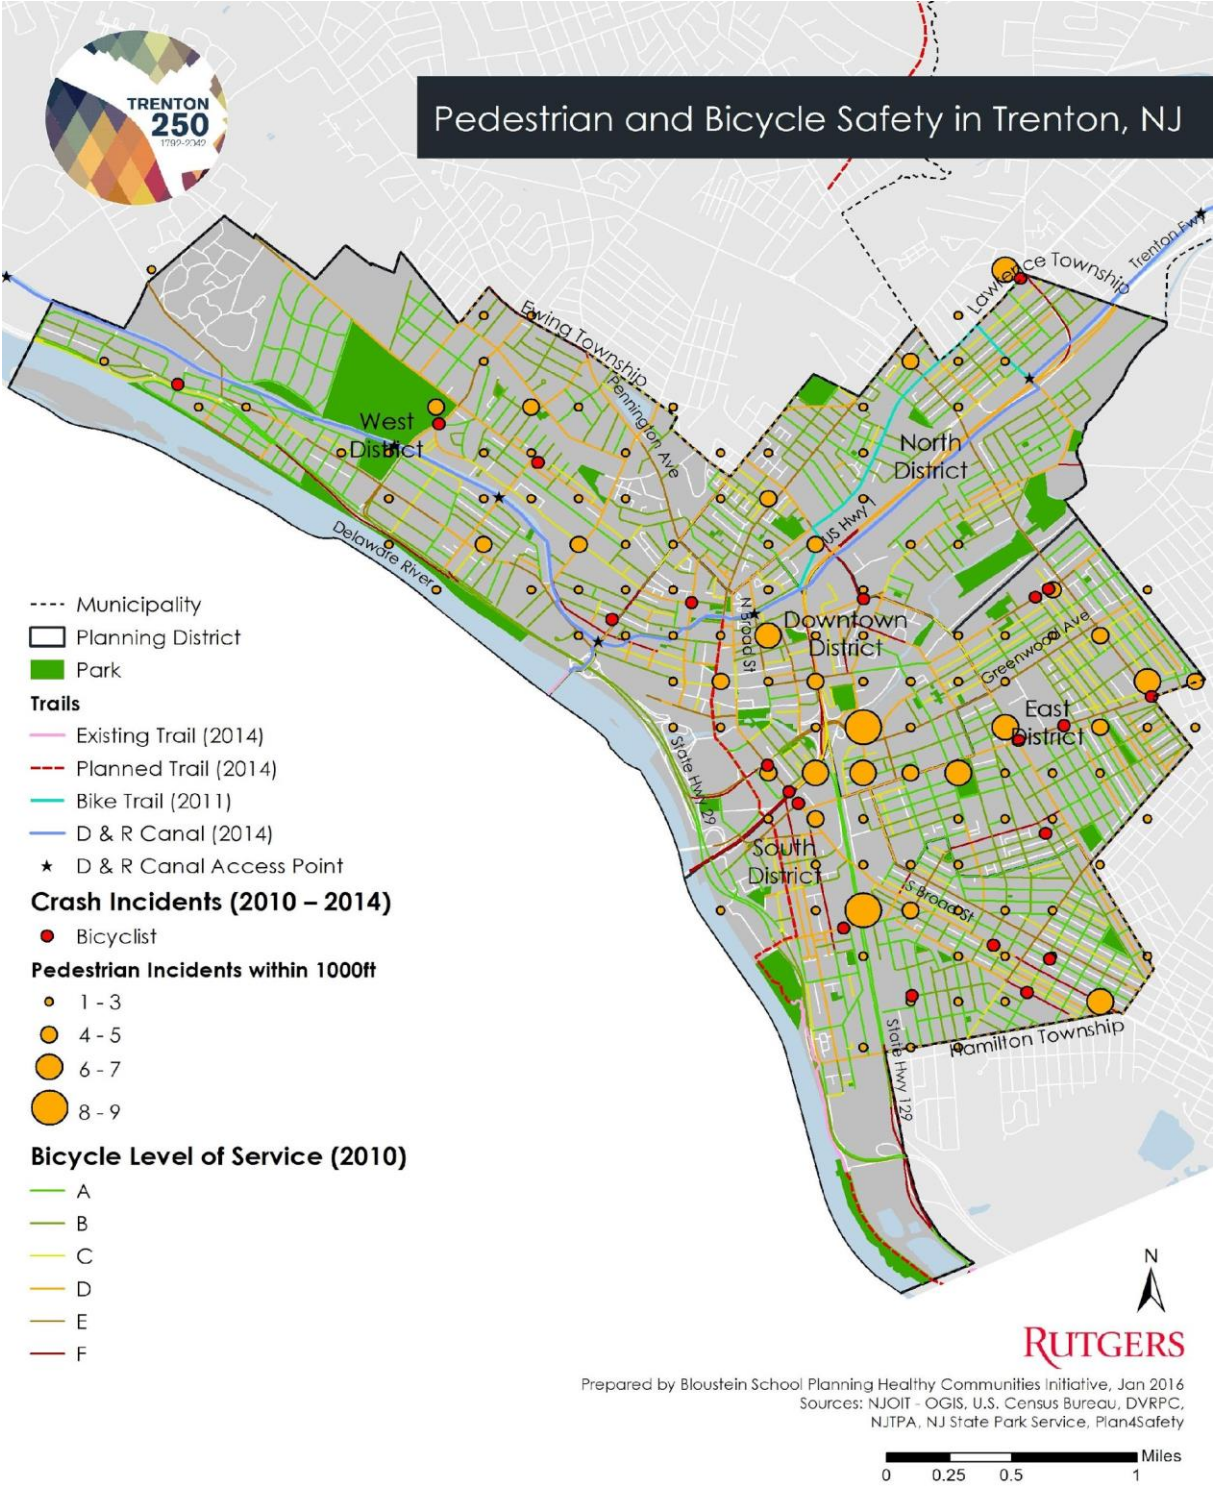 TRENTON
250
1792-2042
Pedestrian and Bicycle Safety in Trenton, NJ
Trenton Fwy
Lawrence Township
Ewing Township
Pennington Ave
West
District
North
District
US Hwy 1
Delaware River
N Broad St
Downtown
District
Greenwood Ave
East
District
State Hwy 29
South
District
S Broad St
State Hwy 129
Hamilton Township
Municipality
Planning District
Park
Trails
Existing Trail (2014)
Planned Trail (2014)
Bike Trail (2011)
D & R Canal (2014)
D & R Canal Access Point
Crash Incidents (2010 – 2014)
Bicyclist
Pedestrian Incidents within 1000ft
1 - 3
4 - 5
6 - 7
8 - 9
Bicycle Level of Service (2010)
A
B
C
D
E
F
N
RUTGERS
Prepared by Bloustein School Planning Healthy Communities Initiative, Jan 2016
Sources: NJOIT - OGIS, U.S. Census Bureau, DVRPC,
NJTPA, NJ State Park Service, Plan4Safety
Miles
0 0.25 0.5 1